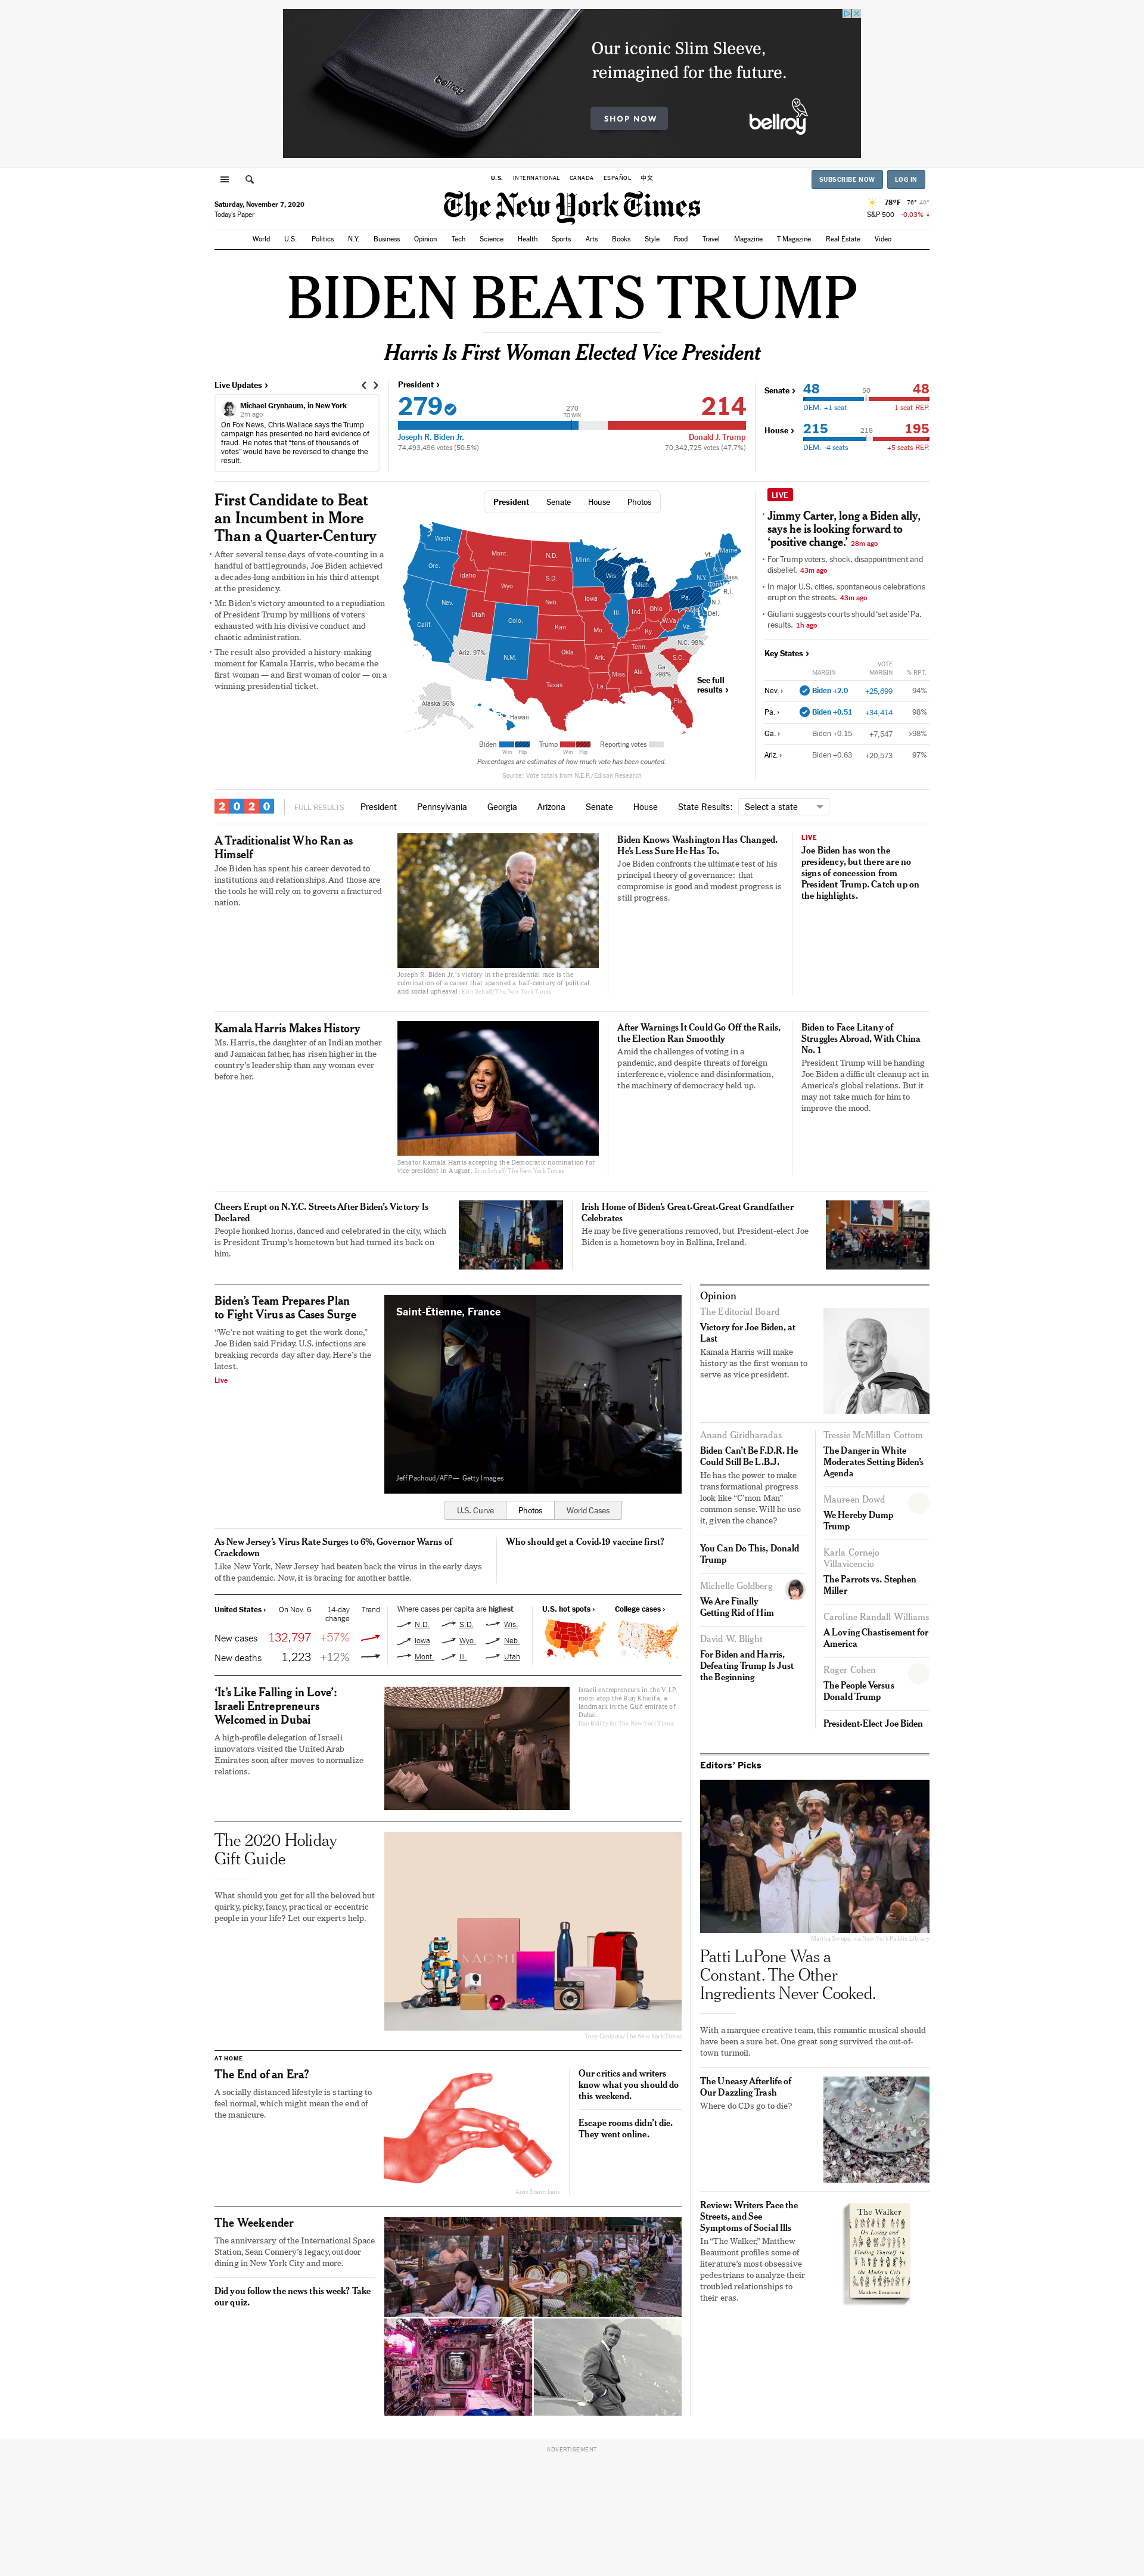 Our iconic Slim Sleeve,
reimagined for the future.
bellroy
SHOP NOW
bellroy
U.S.
INTERNATIONAL
CANADA
ESPAÑOL
中文
SUBSCRIBE NOW
LOG IN
Saturday, November 7, 2020
Today's Paper
The New York Times
78°F 76° 40°
S&P 500 -0.03%
World U.S. Politics N.Y. Business Opinion Tech Science Health Sports Arts Books Style Food Travel Magazine T Magazine Real Estate Video
BIDEN BEATS TRUMP
Harris Is First Woman Elected Vice President
Live Updates ›
Michael Grynbaum, in New York
2m ago
On Fox News, Chris Wallace says the Trump
campaign has presented no hard evidence of
fraud. He notes that “tens of thousands of
votes” would have be reversed to change the
result.
President ›
279
270
TO WIN
214
Joseph R. Biden Jr.
Donald J. Trump
74,493,496 votes (50.5%)
70,342,725 votes (47.7%)
Senate ›
48
50
48
DEM. +1 seat
-1 seat REP.
House ›
215
218
195
DEM. -4 seats
+5 seats REP.
First Candidate to Beat
an Incumbent in More
Than a Quarter-Century
• After several tense days of vote-counting in a
handful of battlegrounds, Joe Biden achieved
a decades-long ambition in his third attempt
at the presidency.
• Mr. Biden’s victory amounted to a repudiation
of President Trump by millions of voters
exhausted with his divisive conduct and
chaotic administration.
• The result also provided a history-making
moment for Kamala Harris, who became the
first woman — and first woman of color — on a
winning presidential ticket.
President Senate House Photos
Wash.
Ore.
Calif.
Nev.
Idaho
Mont.
Wyo.
Utah
Colo.
Ariz. 97%
N.M.
N.D.
S.D.
Neb.
Kan.
Okla.
Texas
Minn.
Iowa
Mo.
Ark.
La.
Wis.
Ill.
Mich.
Ind.
Ohio
Ky.
Tenn.
Miss.
Ala.
Ga.
>98%
Fla.
S.C.
N.C. 98%
Va.
W.Va.
Pa.
N.Y.
Vt.
N.H.
Maine
Mass.
Conn.
R.I.
N.J.
Del.
Md.
Alaska 56%
Hawaii
See full
results ›
Biden Trump Reporting votes
Win Flip Win Flip
Percentages are estimates of how much vote has been counted.
Source: Vote totals from N.E.P./Edison Research
LIVE
• Jimmy Carter, long a Biden ally,
says he is looking forward to
‘positive change.’ 28m ago
• For Trump voters, shock, disappointment and
disbelief. 43m ago
• In major U.S. cities, spontaneous celebrations
erupt on the streets. 43m ago
• Giuliani suggests courts should ‘set aside’ Pa.
results. 1h ago
Key States ›
MARGIN
VOTE
MARGIN
% RPT.
Nev. › Biden +2.0 +25,699 94%
Pa. › Biden +0.51 +34,414 98%
Ga. › Biden +0.15 +7,547 >98%
Ariz. › Biden +0.63 +20,573 97%
2020
FULL RESULTS President Pennsylvania Georgia Arizona Senate House State Results: Select a state
A Traditionalist Who Ran as
Himself
Joe Biden has spent his career devoted to
institutions and relationships. And those are
the tools he will rely on to govern a fractured
nation.
Joseph R. Biden Jr.’s victory in the presidential race is the
culmination of a career that spanned a half-century of political
and social upheaval. Erin Schaff/The New York Times
Biden Knows Washington Has Changed.
He’s Less Sure He Has To.
Joe Biden confronts the ultimate test of his
principal theory of governance: that
compromise is good and modest progress is
still progress.
LIVE
Joe Biden has won the
presidency, but there are no
signs of concession from
President Trump. Catch up on
the highlights.
Kamala Harris Makes History
Ms. Harris, the daughter of an Indian mother
and Jamaican father, has risen higher in the
country’s leadership than any woman ever
before her.
Senator Kamala Harris accepting the Democratic nomination for
vice president in August. Erin Schaff/The New York Times
After Warnings It Could Go Off the Rails,
the Election Ran Smoothly
Amid the challenges of voting in a
pandemic, and despite threats of foreign
interference, violence and disinformation,
the machinery of democracy held up.
Biden to Face Litany of
Struggles Abroad, With China
No. 1
President Trump will be handing
Joe Biden a difficult cleanup act in
America’s global relations. But it
may not take much for him to
improve the mood.
Cheers Erupt on N.Y.C. Streets After Biden’s Victory Is
Declared
People honked horns, danced and celebrated in the city, which
is President Trump’s hometown but had turned its back on
him.
Irish Home of Biden’s Great-Great-Great Grandfather
Celebrates
He may be five generations removed, but President-elect Joe
Biden is a hometown boy in Ballina, Ireland.
Biden’s Team Prepares Plan
to Fight Virus as Cases Surge
“We’re not waiting to get the work done,”
Joe Biden said Friday. U.S. infections are
breaking records day after day. Here’s the
latest.
Live
Saint-Étienne, France
Jeff Pachoud/AFP— Getty Images
U.S. Curve Photos World Cases
As New Jersey’s Virus Rate Surges to 6%, Governor Warns of
Crackdown
Like New York, New Jersey had beaten back the virus in the early days
of the pandemic. Now, it is bracing for another battle.
Who should get a Covid-19 vaccine first?
United States › On Nov. 6 14-day
change Trend
New cases 132,797 +57%
New deaths 1,223 +12%
Where cases per capita are highest
N.D. S.D. Wis.
Iowa Wyo. Neb.
Mont. Ill. Utah
U.S. hot spots ›
College cases ›
‘It’s Like Falling in Love’:
Israeli Entrepreneurs
Welcomed in Dubai
A high-profile delegation of Israeli
innovators visited the United Arab
Emirates soon after moves to normalize
relations.
Israeli entrepreneurs in the V.I.P.
room atop the Burj Khalifa, a
landmark in the Gulf emirate of
Dubai.
Dan Balilty for The New York Times
The 2020 Holiday
Gift Guide
What should you get for all the beloved but
quirky, picky, fancy, practical or eccentric
people in your life? Let our experts help.
NAOMI
Tony Cenicola/The New York Times
AT HOME
The End of an Era?
A socially distanced lifestyle is starting to
feel normal, which might mean the end of
the manicure.
Our critics and writers
know what you should do
this weekend.
Escape rooms didn’t die.
They went online.
The Weekender
The anniversary of the International Space
Station, Sean Connery’s legacy, outdoor
dining in New York City and more.
Did you follow the news this week? Take
our quiz.
Opinion
The Editorial Board
Victory for Joe Biden, at
Last
Kamala Harris will make
history as the first woman to
serve as vice president.
Anand Giridharadas
Biden Can’t Be F.D.R. He
Could Still Be L.B.J.
He has the power to make
transformational progress
look like “C’mon Man”
common sense. Will he use
it, given the chance?
You Can Do This, Donald
Trump
Michelle Goldberg
We Are Finally
Getting Rid of Him
David W. Blight
For Biden and Harris,
Defeating Trump Is Just
the Beginning
Tressie McMillan Cottom
The Danger in White
Moderates Setting Biden’s
Agenda
Maureen Dowd
We Hereby Dump
Trump
Karla Cornejo
Villavicencio
The Parrots vs. Stephen
Miller
Caroline Randall Williams
A Loving Chastisement for
America
Roger Cohen
The People Versus
Donald Trump
President-Elect Joe Biden
Editors’ Picks
Martha Swope, via New York Public Library
Patti LuPone Was a
Constant. The Other
Ingredients Never Cooked.
With a marquee creative team, this romantic musical should
have been a sure bet. One great song survived the out-of-
town turmoil.
The Uneasy Afterlife of
Our Dazzling Trash
Where do CDs go to die?
Review: Writers Pace the
Streets, and See
Symptoms of Social Ills
In “The Walker,” Matthew
Beaumont profiles some of
literature’s most obsessive
pedestrians to analyze their
troubled relationships to
their eras.
The Walker
On Losing and
Finding Yourself in
the Modern City
Matthew Beaumont
ADVERTISEMENT